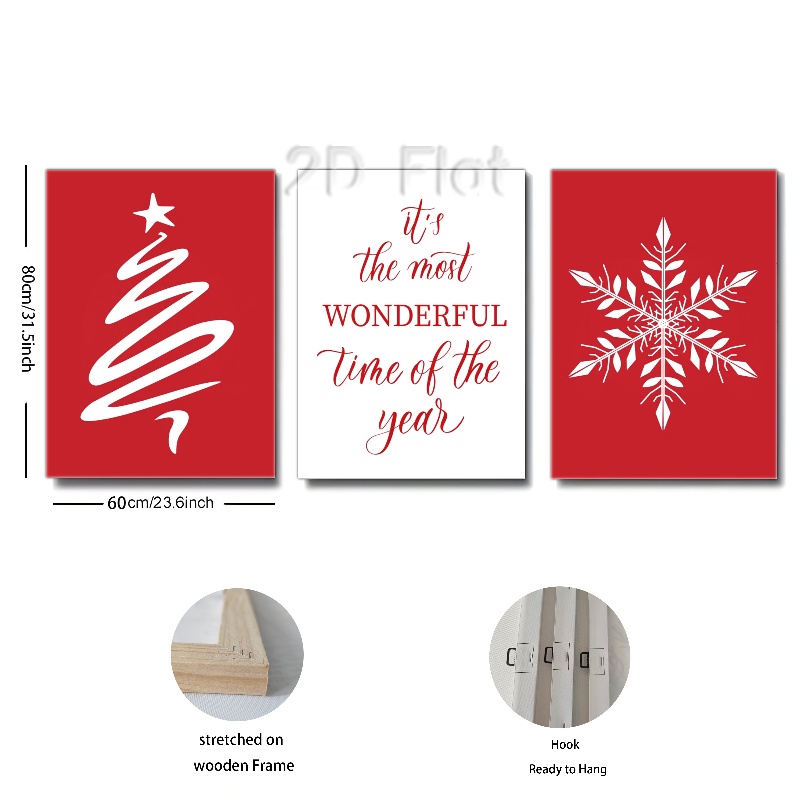 2D Flat
it's
the most
WONDERFUL
time of the
year
80cm/31.5inch
60cm/23.6inch
stretched on
wooden Frame
Hook
Ready to Hang